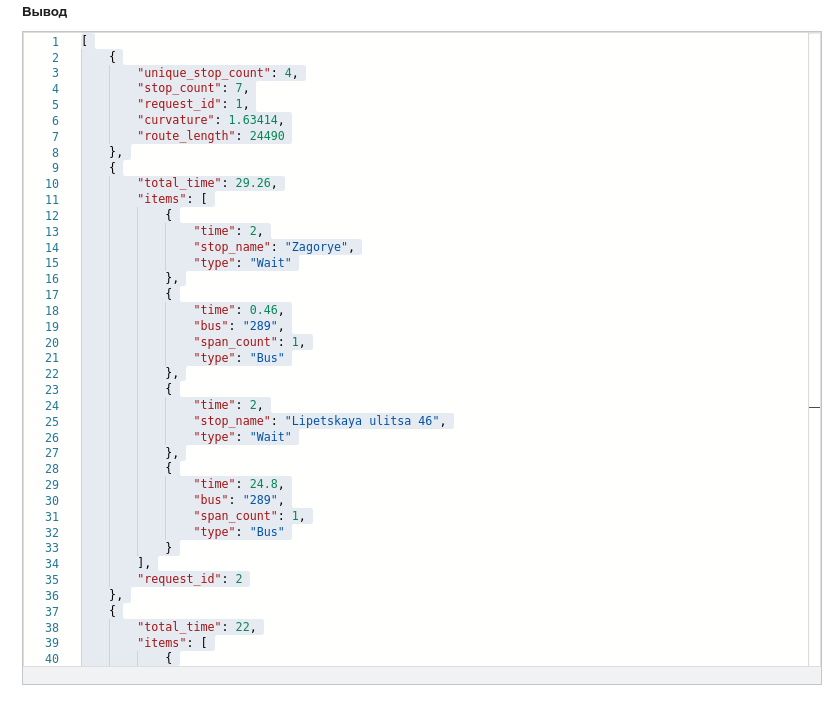 Вывод
1 [
2     {
3         "unique_stop_count": 4,
4         "stop_count": 7,
5         "request_id": 1,
6         "curvature": 1.63414,
7         "route_length": 24490
8     },
9     {
10         "total_time": 29.26,
11         "items": [
12             {
13                 "time": 2,
14                 "stop_name": "Zagorye",
15                 "type": "Wait"
16             },
17             {
18                 "time": 0.46,
19                 "bus": "289",
20                 "span_count": 1,
21                 "type": "Bus"
22             },
23             {
24                 "time": 2,
25                 "stop_name": "Lipetskaya ulitsa 46",
26                 "type": "Wait"
27             },
28             {
29                 "time": 24.8,
30                 "bus": "289",
31                 "span_count": 1,
32                 "type": "Bus"
33             }
34         ],
35         "request_id": 2
36     },
37     {
38         "total_time": 22,
39         "items": [
40             {